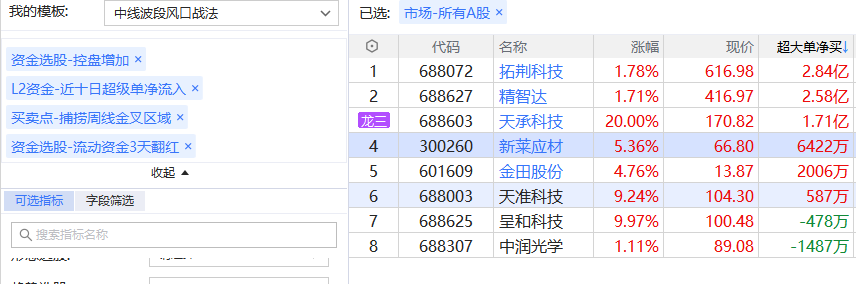 我的模板: 中线波段风口战法
资金选股-控盘增加 ×
L2资金-近十日超级单净流入 ×
买卖点-捕捞周线金叉区域 ×
资金选股-流动资金3天翻红 ×
收起
可选指标 字段筛选
搜索指标名称
已选: 市场-所有A股 ×
代码 名称 涨幅 现价 超大单净买↓
1 688072 拓荆科技 1.78% 616.98 2.84亿
2 688627 精智达 1.71% 416.97 2.58亿
龙三 688603 天承科技 20.00% 170.82 1.71亿
4 300260 新莱应材 5.36% 66.80 6422万
5 601609 金田股份 4.76% 13.87 2006万
6 688003 天准科技 9.24% 104.30 587万
7 688625 呈和科技 9.97% 100.48 -478万
8 688307 中润光学 1.11% 89.08 -1487万